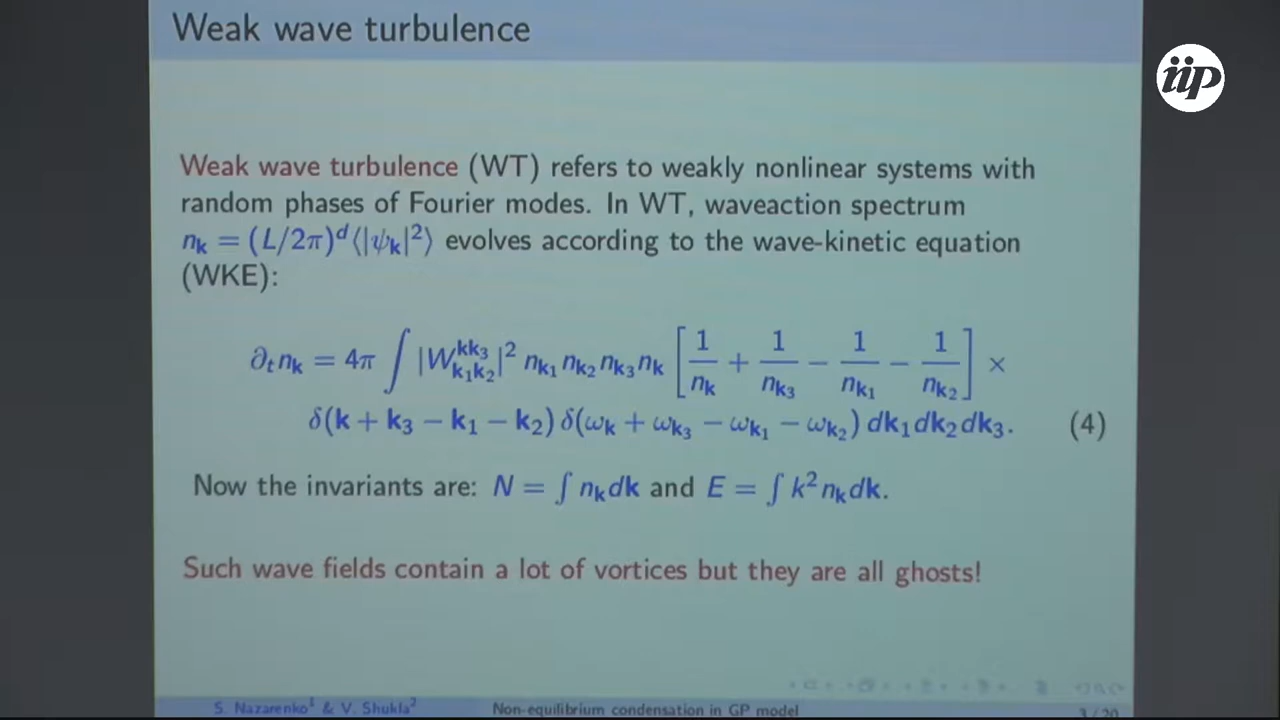 Weak wave turbulence
iip
Weak wave turbulence (WT) refers to weakly nonlinear systems with
random phases of Fourier modes. In WT, waveaction spectrum
n_𝐤 = (L/2π)^d ⟨|ψ_𝐤|^2⟩ evolves according to the wave-kinetic equation
(WKE):
∂_t n_𝐤 = 4π ∫ |W^{𝐤𝐤_3}_{𝐤_1𝐤_2}|^2 n_{𝐤_1} n_{𝐤_2} n_{𝐤_3} n_𝐤 [1/n_𝐤 + 1/n_{𝐤_3} − 1/n_{𝐤_1} − 1/n_{𝐤_2}] ×
δ(𝐤 + 𝐤_3 − 𝐤_1 − 𝐤_2) δ(ω_𝐤 + ω_{𝐤_3} − ω_{𝐤_1} − ω_{𝐤_2}) d𝐤_1 d𝐤_2 d𝐤_3. (4)
Now the invariants are: N = ∫ n_𝐤 d𝐤 and E = ∫ k^2 n_𝐤 d𝐤.
Such wave fields contain a lot of vortices but they are all ghosts!
S. Nazarenko^1 & V. Shukla^2 Non-equilibrium condensation in GP model 3 / 20